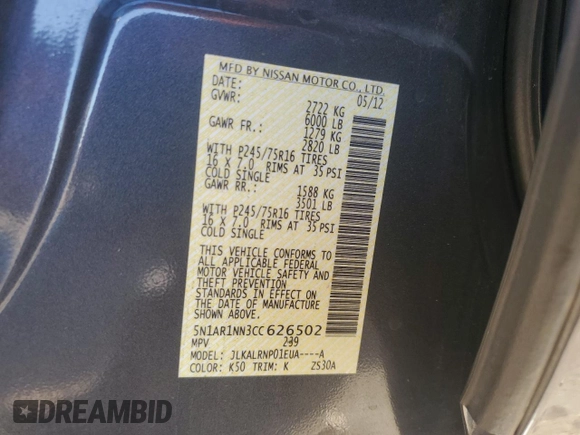 MFD BY NISSAN MOTOR CO., LTD.
DATE: 05/12
GVWR: 2722 KG
6000 LB
GAWR FR.: 1279 KG
2820 LB
WITH P245/75R16 TIRES
16 X 7.0 RIMS AT 35 PSI
COLD SINGLE
GAWR RR.: 1588 KG
3501 LB
WITH P245/75R16 TIRES
16 X 7.0 RIMS AT 35 PSI
COLD SINGLE
THIS VEHICLE CONFORMS TO
ALL APPLICABLE FEDERAL
MOTOR VEHICLE SAFETY AND
THEFT PREVENTION
STANDARDS IN EFFECT ON
THE DATE OF MANUFACTURE
SHOWN ABOVE.
5N1AR1NN3CC626502
MPV 239
MODEL: JLKALRNP01EUA----A
COLOR: K50 TRIM: K ZS30A
DREAMBID